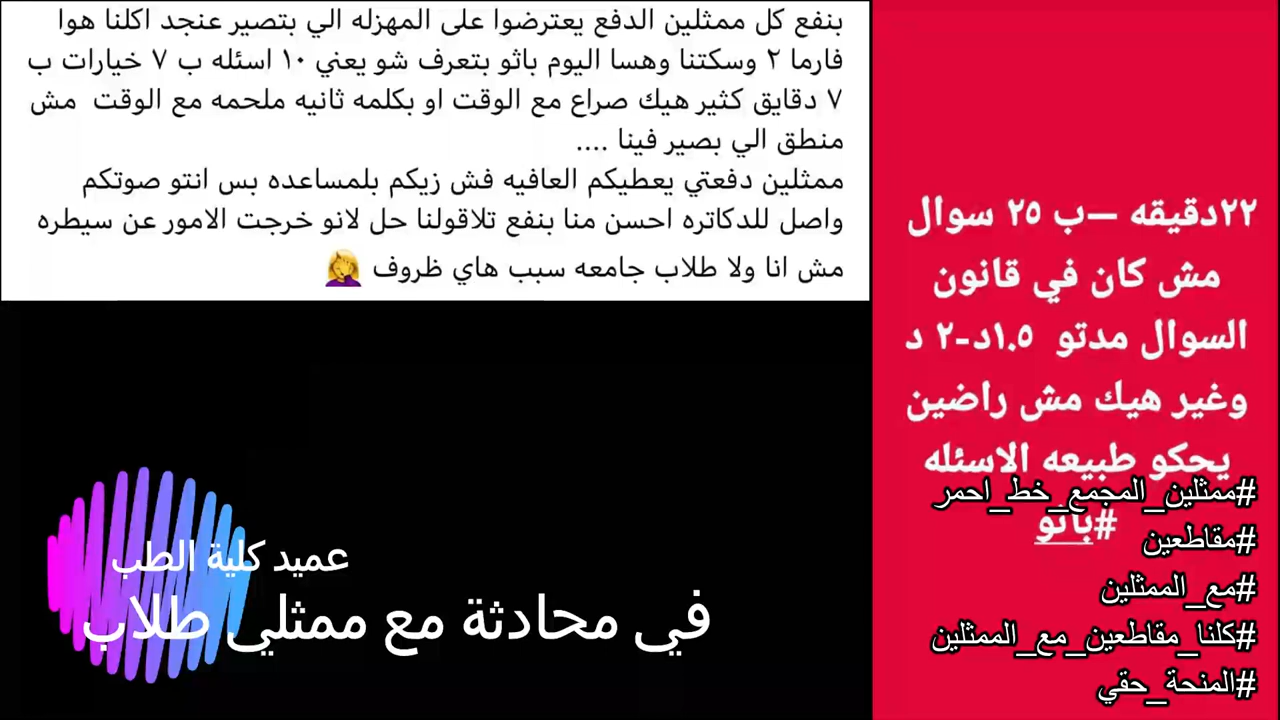 بنفع كل ممثلين الدفع يعترضوا على المهزله الي بتصير عنجد اكلنا هوا
فارما ٢ وسكتنا وهسا اليوم باثو بتعرف شو يعني ١٠ اسئله ب ٧ خيارات ب
٧ دقايق كثير هيك صراع مع الوقت او بكلمه ثانيه ملحمه مع الوقت مش
منطق الي بصير فينا ....
ممثلين دفعتي يعطيكم العافيه فش زيكم بلمساعده بس انتو صوتكم
واصل للدكاتره احسن منا بنفع تلاقولنا حل لانو خرجت الامور عن سيطره
مش انا ولا طلاب جامعه سبب هاي ظروف 🤦‍♀️
٢٢دقيقه —ب ٢٥ سوال
مش كان في قانون
السوال مدتو ١.٥د-٢ د
وغير هيك مش راضين
يحكو طبيعه الاسئله
#باثو
#ممثلين_المجمع_خط_احمر
#مقاطعين
#مع_الممثلين
#كلنا_مقاطعين_مع_الممثلين
#المنحة_حقي
عميد كلية الطب
في محادثة مع ممثلي طلاب